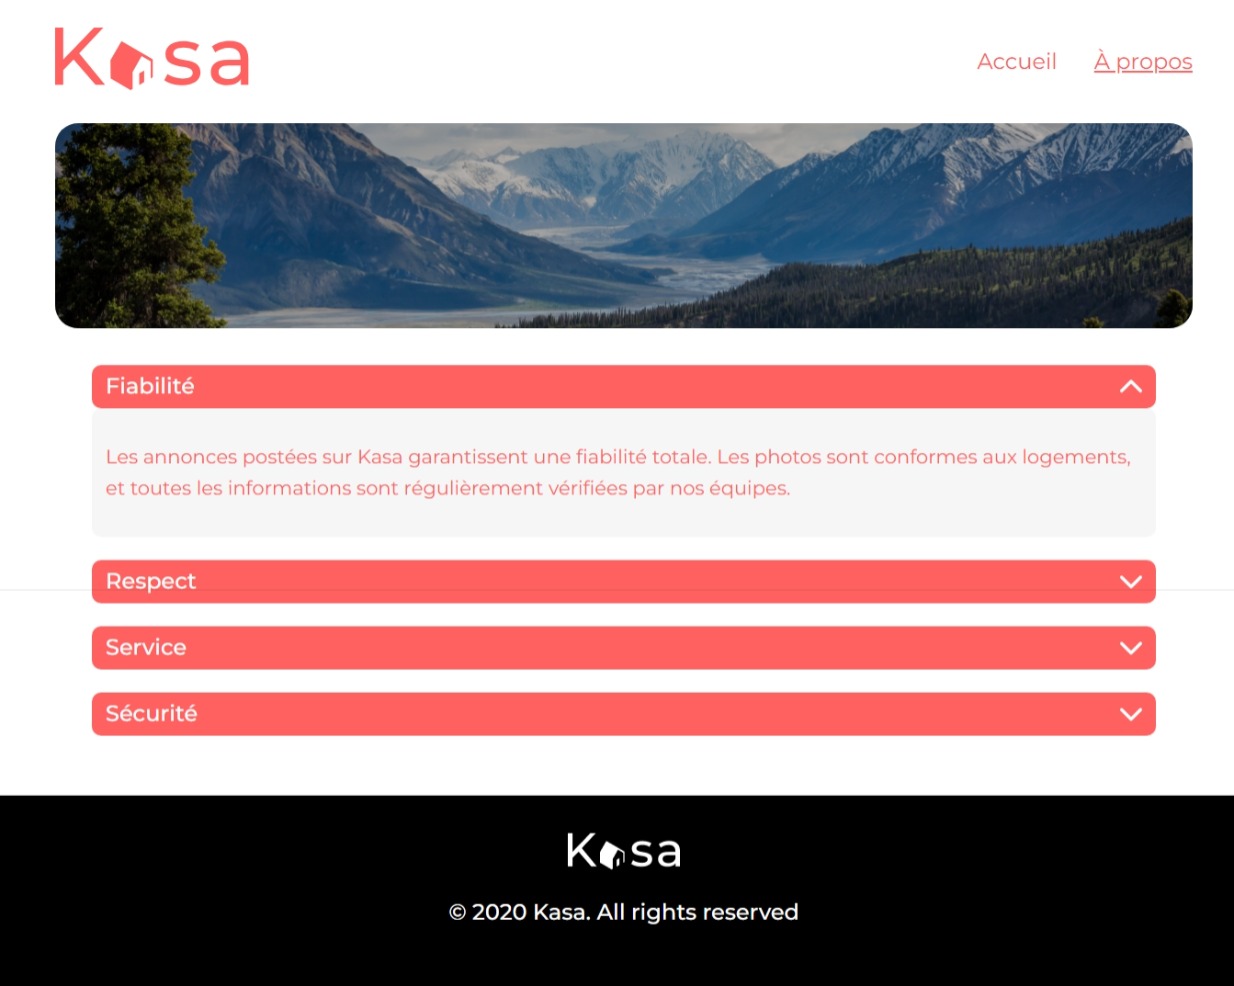 Kasa
Accueil À propos
Fiabilité
Les annonces postées sur Kasa garantissent une fiabilité totale. Les photos sont conformes aux logements,
et toutes les informations sont régulièrement vérifiées par nos équipes.
Respect
Service
Sécurité
Kasa
© 2020 Kasa. All rights reserved